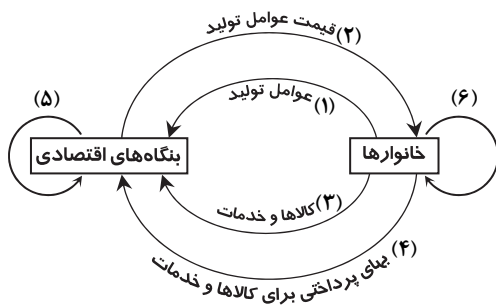 (۲) قیمت عوامل تولید
(۱) عوامل تولید
(۵)
(۶)
بنگاه‌های اقتصادی
خانوارها
(۳) کالاها و خدمات
(۴) بهای پرداختی برای کالاها و خدمات